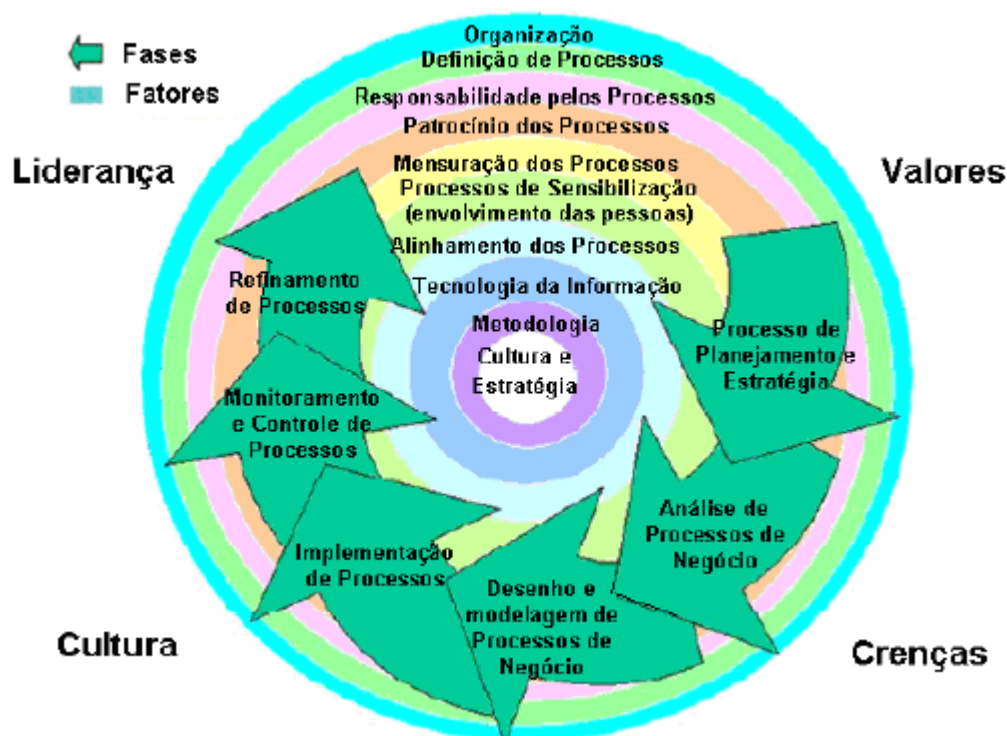 Fases
Fatores
Organização
Definição de Processos
Responsabilidade pelos Processos
Patrocínio dos Processos
Mensuração dos Processos
Processos de Sensibilização
(envolvimento das pessoas)
Alinhamento dos Processos
Tecnologia da Informação
Metodologia
Cultura e
Estratégia
Liderança
Valores
Cultura
Crenças
Processo de
Planejamento e
Estratégia
Análise de
Processos de
Negócio
Desenho e
modelagem de
Processos de
Negócio
Implementação
de Processos
Monitoramento
e Controle de
Processos
Refinamento
de Processos